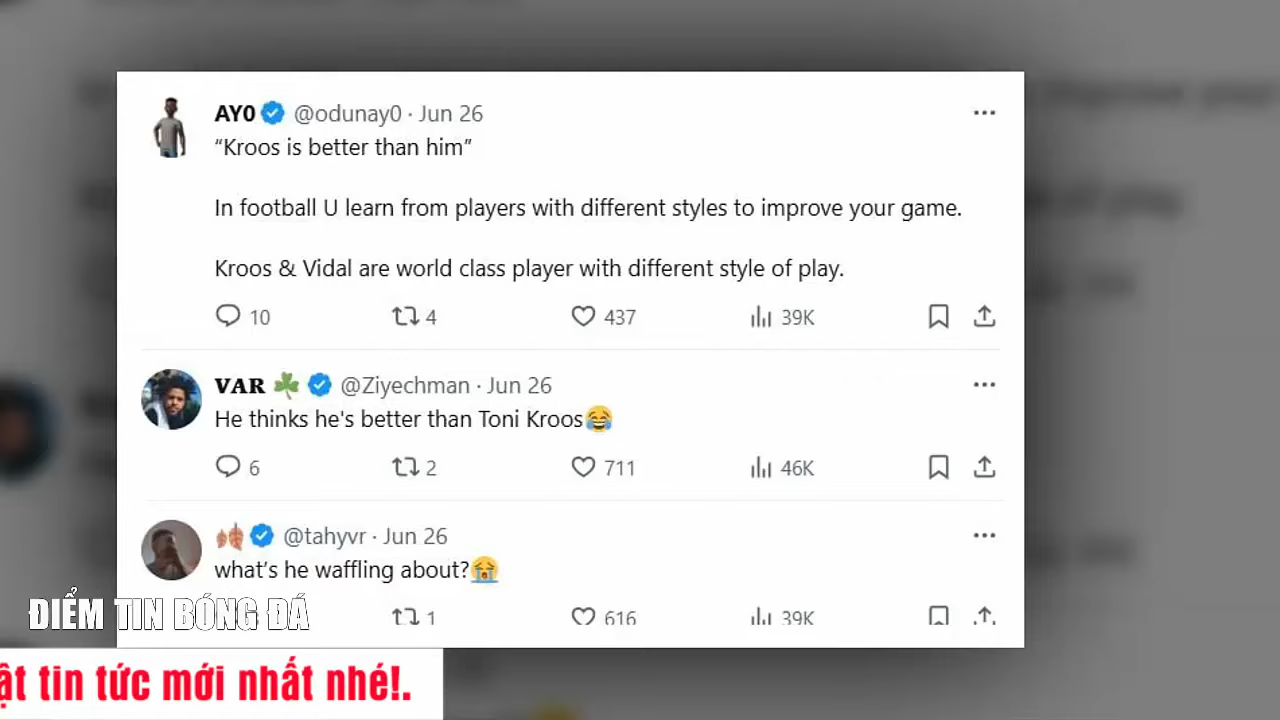 AY0 @odunay0 · Jun 26
“Kroos is better than him”
In football U learn from players with different styles to improve your game.
Kroos & Vidal are world class player with different style of play.
10 4 437 39K
VAR ☘️ @Ziyechman · Jun 26
He thinks he's better than Toni Kroos😂
6 2 711 46K
🫁 @tahyvr · Jun 26
what’s he waffling about?😭
1 616 39K
ĐIỂM TIN BÓNG ĐÁ
ật tin tức mới nhất nhé!.